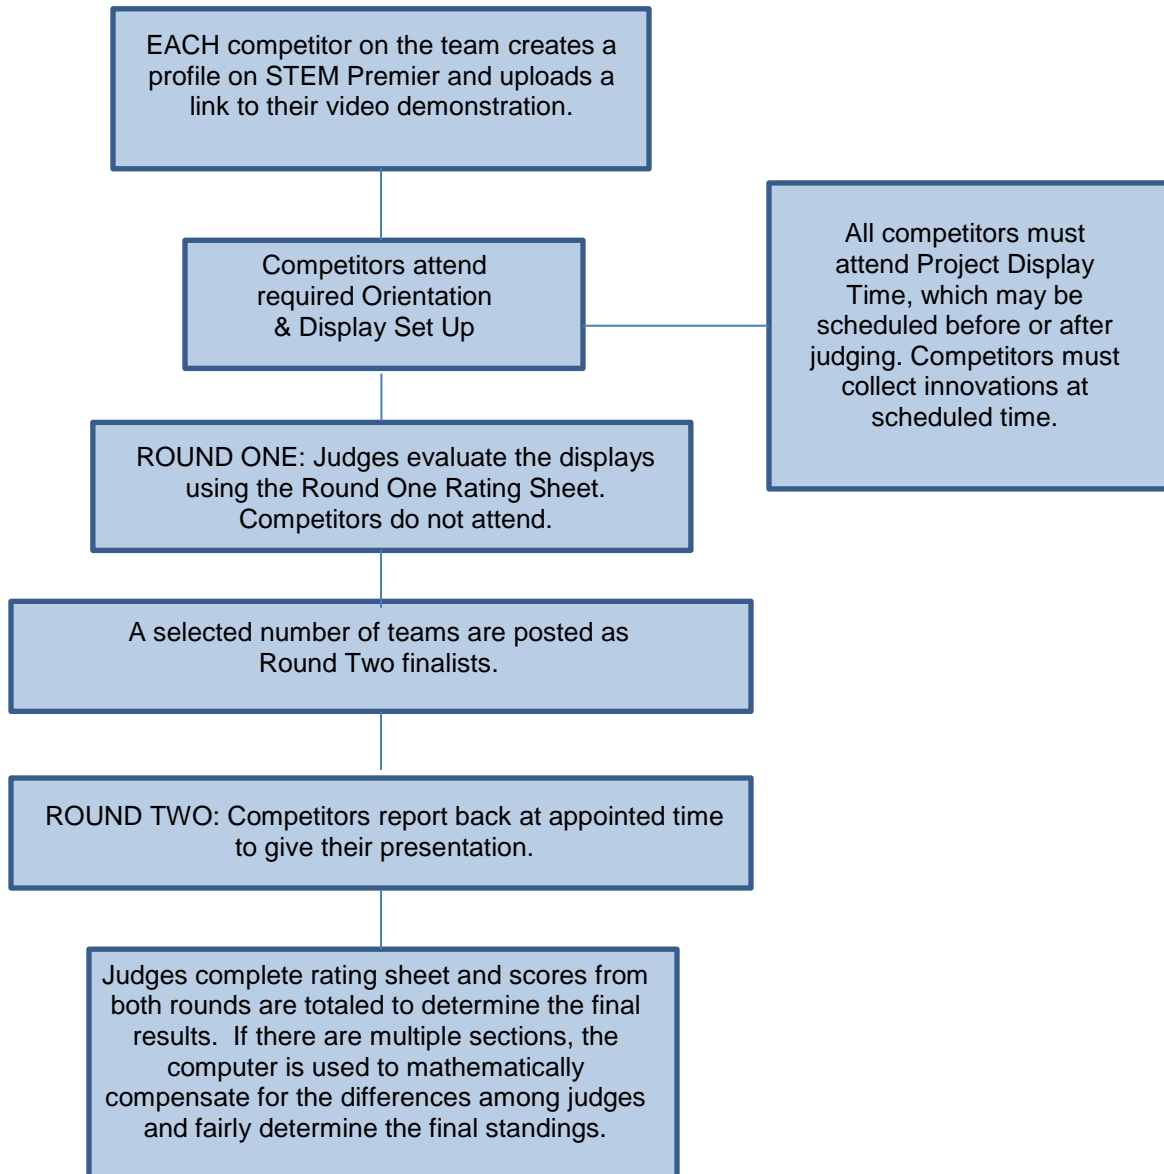 EACH competitor on the team creates a
profile on STEM Premier and uploads a
link to their video demonstration.
Competitors attend
required Orientation
& Display Set Up
All competitors must
attend Project Display
Time, which may be
scheduled before or after
judging. Competitors must
collect innovations at
scheduled time.
ROUND ONE: Judges evaluate the displays
using the Round One Rating Sheet.
Competitors do not attend.
A selected number of teams are posted as
Round Two finalists.
ROUND TWO: Competitors report back at appointed time
to give their presentation.
Judges complete rating sheet and scores from
both rounds are totaled to determine the final
results.  If there are multiple sections, the
computer is used to mathematically
compensate for the differences among judges
and fairly determine the final standings.